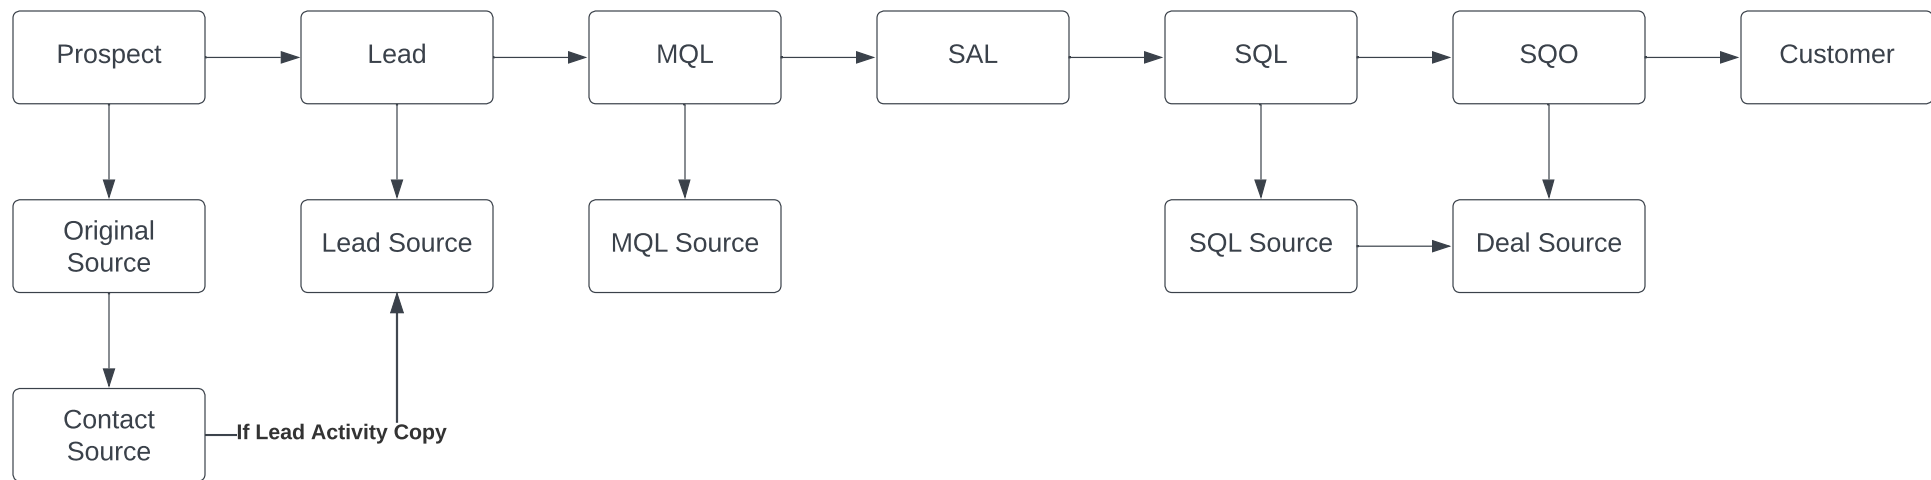 Prospect
Lead
MQL
SAL
SQL
SQO
Customer
Original
Source
Lead Source
MQL Source
SQL Source
Deal Source
Contact
Source
If Lead Activity Copy